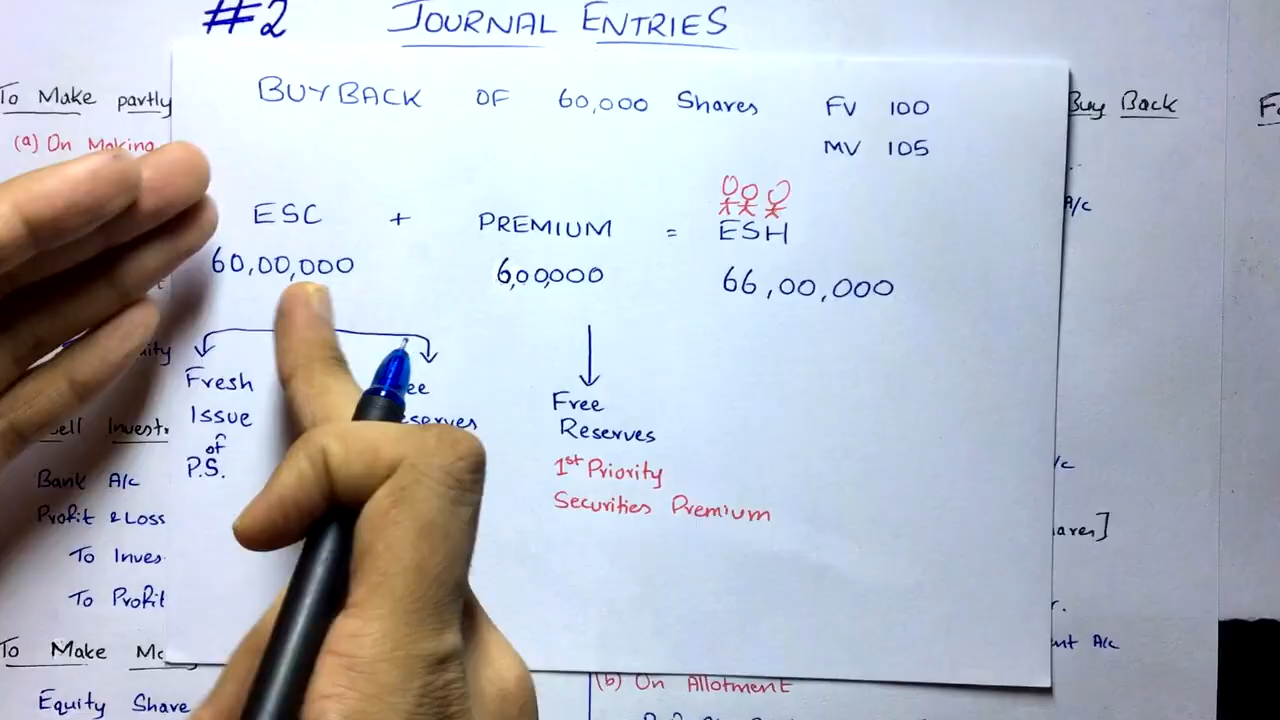 #2 JOURNAL ENTRIES
To Make partly
(a) On Making
BUYBACK OF 60,000 Shares FV 100
MV 105
Buy Back
A/c
ESC + PREMIUM = ESH
60,00,000 6,00,000 66,00,000
Fresh
Issue
of
P.S.
Reserves
Free
Reserves
1st Priority
Securities Premium
Bank A/c
Profit & Loss
To Inves
To Profit
To Make
Equity Share
(b) On Allotment
A/c